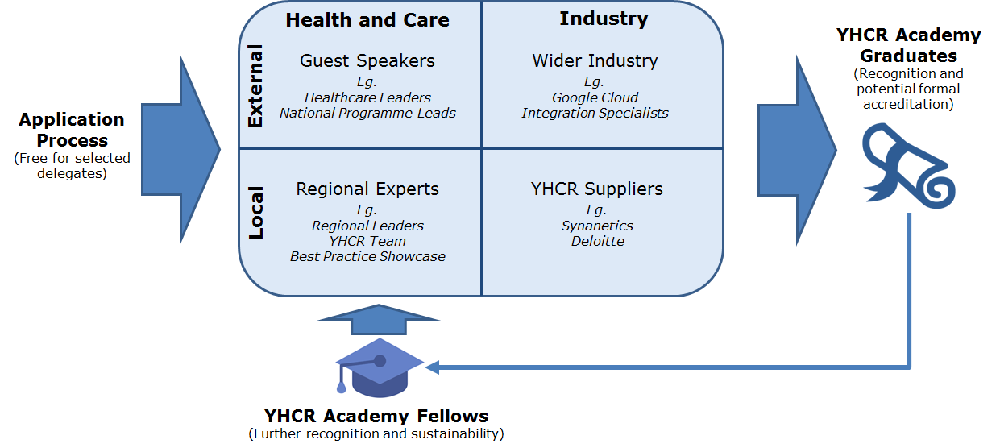 Health and Care
Industry
External
Guest Speakers
Eg.
Healthcare Leaders
National Programme Leads
Wider Industry
Eg.
Google Cloud
Integration Specialists
Application
Process
(Free for selected
delegates)
YHCR Academy
Graduates
(Recognition and
potential formal
accreditation)
Local
Regional Experts
Eg.
Regional Leaders
YHCR Team
Best Practice Showcase
YHCR Suppliers
Eg.
Synanetics
Deloitte
YHCR Academy Fellows
(Further recognition and sustainability)